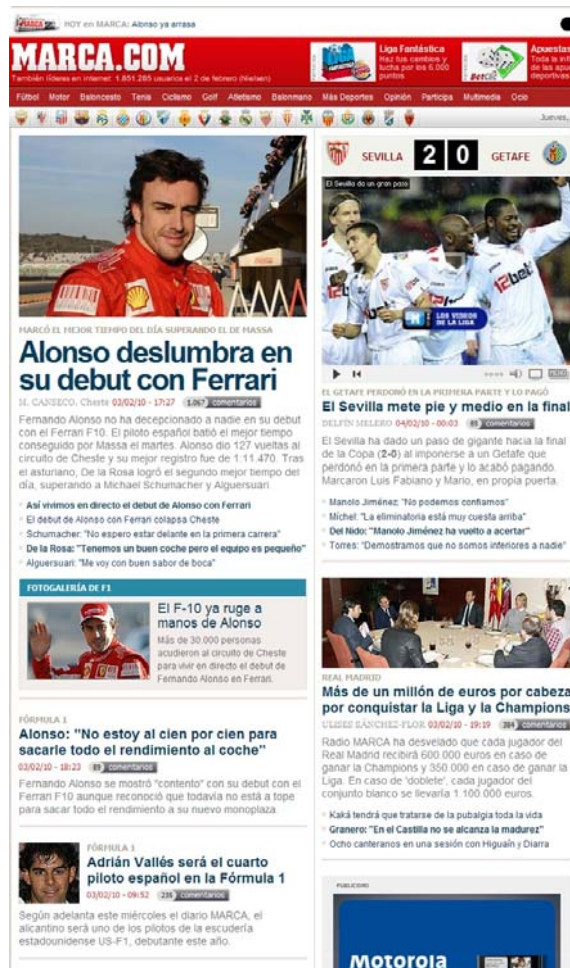 MARCA
HOY en MARCA: Alonso ya arrasa
MARCA.COM
También líderes en internet: 1.651.265 usuarios el 2 de febrero (Nielsen)
Liga Fantástica
Haz tus cambios y
lucha por los 6.000
puntos
BetClic
Apuestas
Toda la inf
de las apue
deportivas
Fútbol Motor Baloncesto Tenis Ciclismo Golf Atletismo Balonmano Más Deportes Opinión Participa Multimedia Ocio
Jueves,
MARCÓ EL MEJOR TIEMPO DEL DÍA SUPERANDO EL DE MASSA
Alonso deslumbra en
su debut con Ferrari
M. CANSECO. Cheste 03/02/10 - 17:27 1.067 comentarios
Fernando Alonso no ha decepcionado a nadie en su debut
con el Ferrari F10. El piloto español batió el mejor tiempo
conseguido por Massa el martes. Alonso dio 127 vueltas al
circuito de Cheste y su mejor registro fue de 1:11.470. Tras
el asturiano, De la Rosa logró el segundo mejor tiempo del
día, superando a Michael Schumacher y Alguersuari.
Así vivimos en directo el debut de Alonso con Ferrari
El debut de Alonso con Ferrari colapsa Cheste
Schumacher: "No espero estar delante en la primera carrera"
De la Rosa: "Tenemos un buen coche pero el equipo es pequeño"
Alguersuari: "Me voy con buen sabor de boca"
FOTOGALERÍA DE F1
El F-10 ya ruge a
manos de Alonso
Más de 30.000 personas
acudieron al circuito de Cheste
para vivir en directo el debut de
Fernando Alonso en Ferrari.
FÓRMULA 1
Alonso: "No estoy al cien por cien para
sacarle todo el rendimiento al coche"
03/02/10 - 18:23 89 comentarios
Fernando Alonso se mostró "contento" con su debut con el
Ferrari F10 aunque reconoció que todavía no está a tope
para sacar todo el rendimiento a su nuevo monoplaza.
FÓRMULA 1
Adrián Vallés será el cuarto
piloto español en la Fórmula 1
03/02/10 - 09:52 235 comentarios
Según adelanta este miércoles el diario MARCA, el
alicantino será uno de los pilotos de la escudería
estadounidense US-F1, debutante este año.
SEVILLA 2 0 GETAFE
El Sevilla da un gran paso
12bet
LOS VIDEOS
DE LA LIGA
MENU
EL GETAFE PERDONÓ EN LA PRIMERA PARTE Y LO PAGÓ
El Sevilla mete pie y medio en la final
DELFÍN MELERO 04/02/10 - 00:03 85 comentarios
El Sevilla ha dado un paso de gigante hacia la final
de la Copa (2-0) al imponerse a un Getafe que
perdonó en la primera parte y lo acabó pagando.
Marcaron Luis Fabiano y Mario, en propia puerta.
Manolo Jiménez: "No podemos confiarnos"
Míchel: "La eliminatoria está muy cuesta arriba"
Del Nido: "Manolo Jiménez ha vuelto a acertar"
Torres: "Demostramos que no somos inferiores a nadie"
REAL MADRID
Más de un millón de euros por cabeza
por conquistar la Liga y la Champions
ULISES SÁNCHEZ-FLOR 03/02/10 - 19:19 384 comentarios
Radio MARCA ha desvelado que cada jugador del
Real Madrid recibirá 600.000 euros en caso de
ganar la Champions y 350.000 en caso de ganar la
Liga. En caso de 'doblete', cada jugador del
conjunto blanco se llevaría 1.100.000 euros.
Kaká tendrá que tratarse de la pubalgia toda la vida
Granero: "En el Castilla no se alcanza la madurez"
Ocho canteranos en una sesión con Higuaín y Diarra
PUBLICIDAD
Motorola